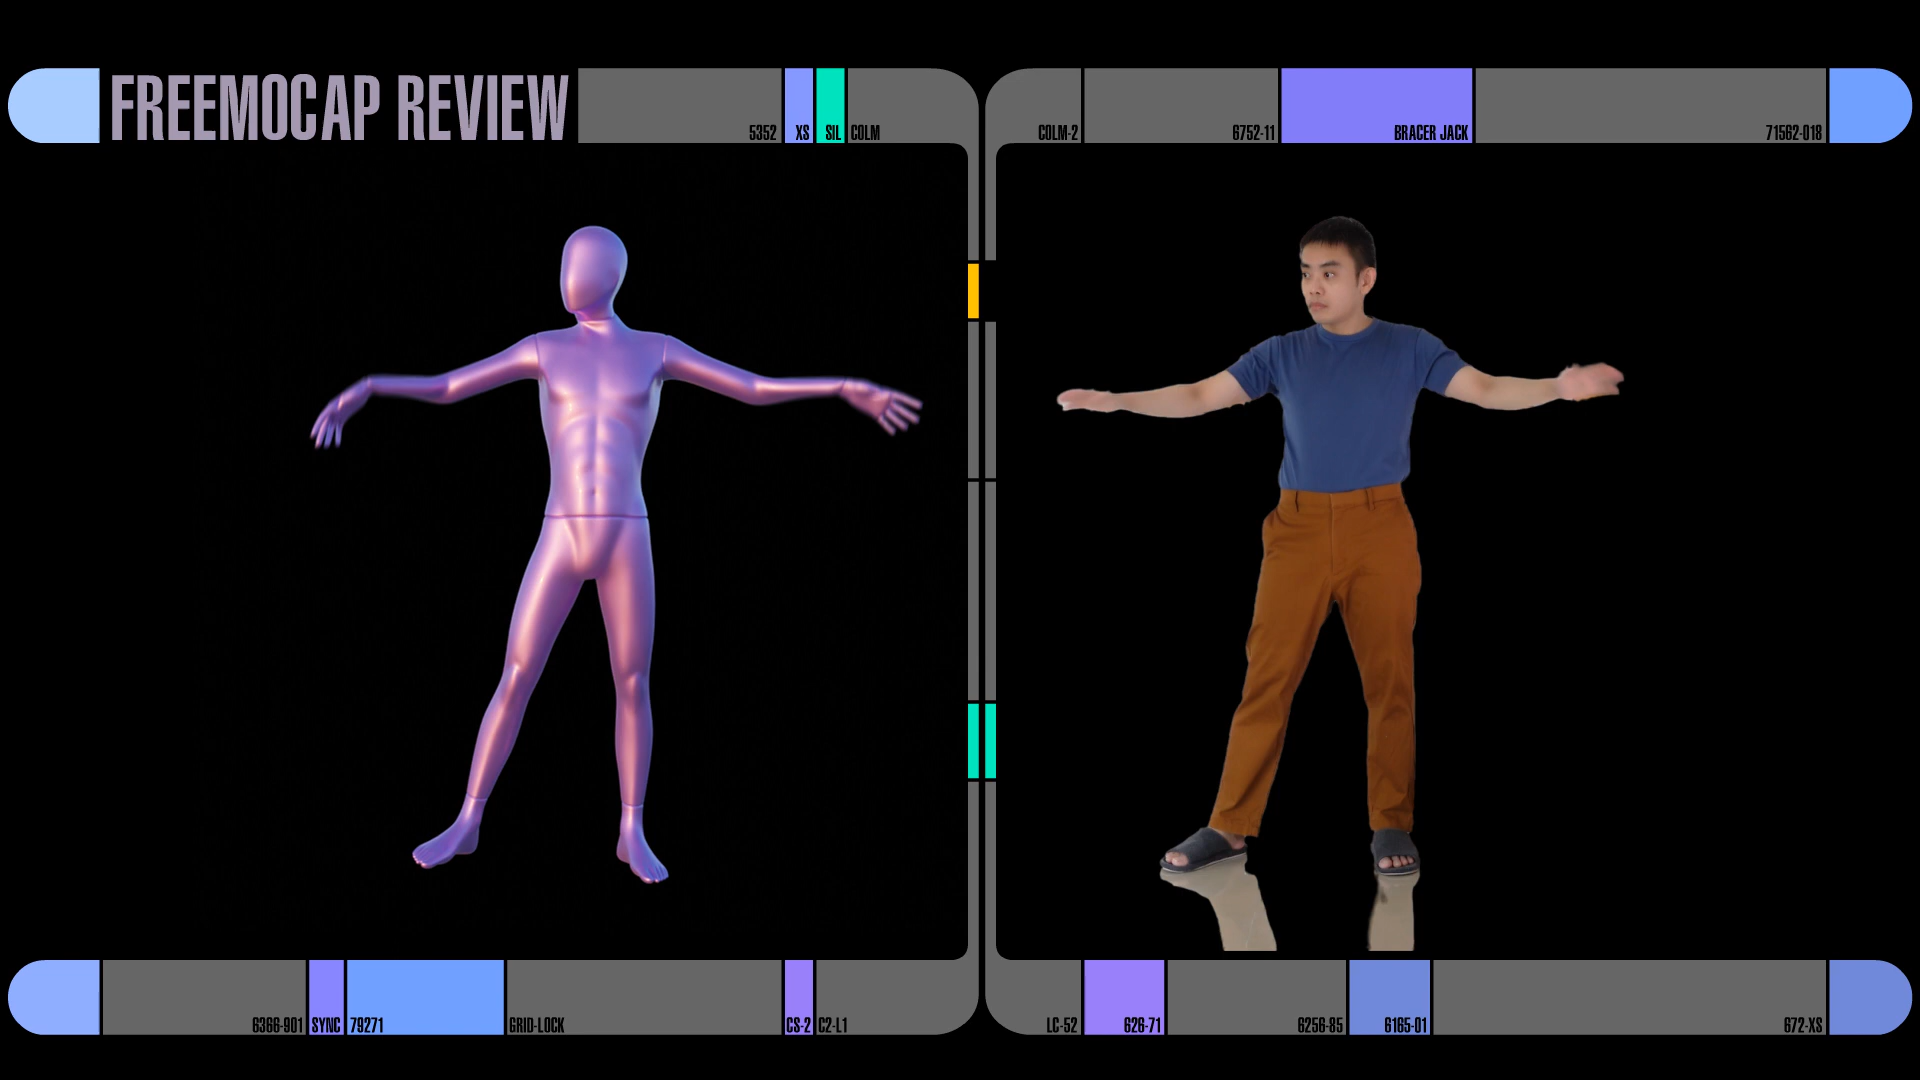 FREEMOCAP REVIEW
5352
XS
SIL
COLM
COLM-2
6752-11
BRACER JACK
71562-018
6366-901
SYNC
79271
GRID-LOCK
CS-2
C2-L1
LC-52
626-71
6256-85
6165-01
672-XS